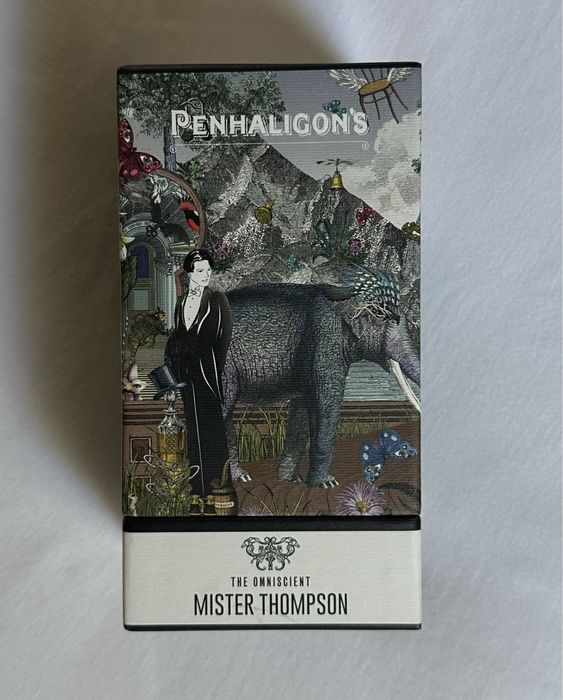 PENHALIGON'S
THE OMNISCIENT
MISTER THOMPSON